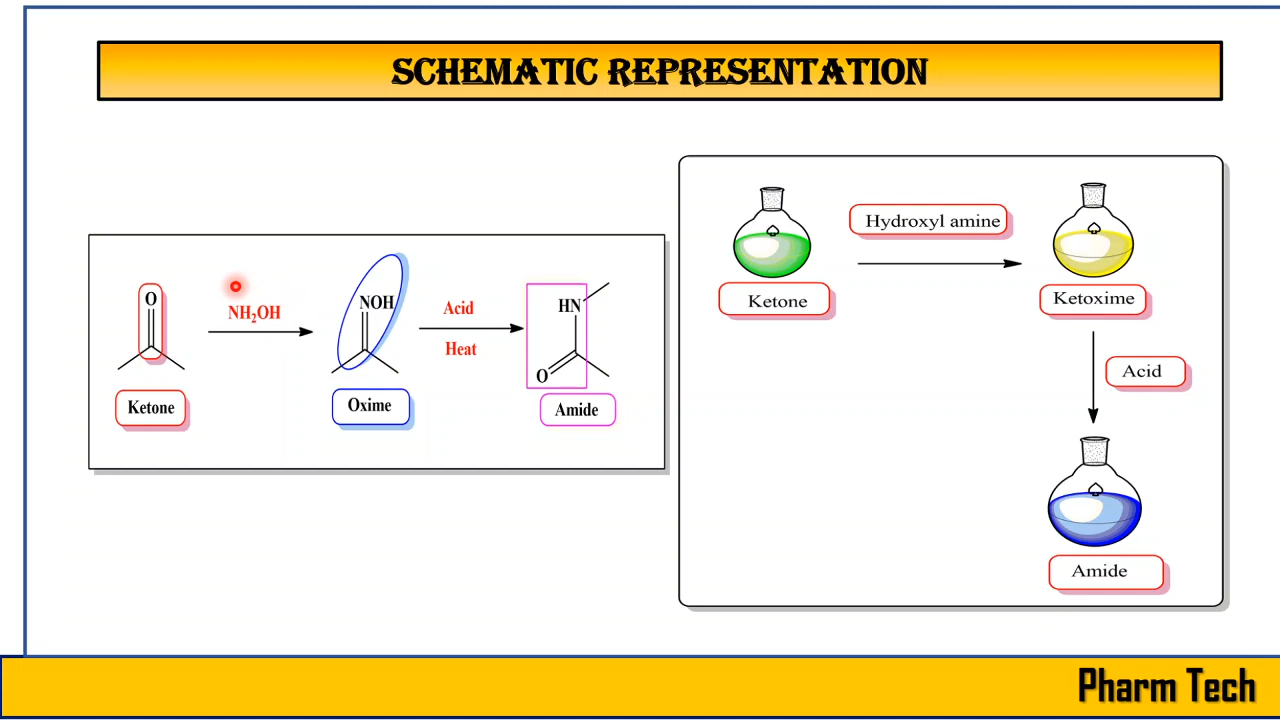 SCHEMATIC REPRESENTATION
O
NH2OH
Ketone
NOH
Oxime
Acid
Heat
HN
O
Amide
Ketone
Hydroxyl amine
Ketoxime
Acid
Amide
Pharm Tech